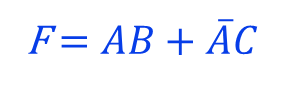 F = AB + ĀC